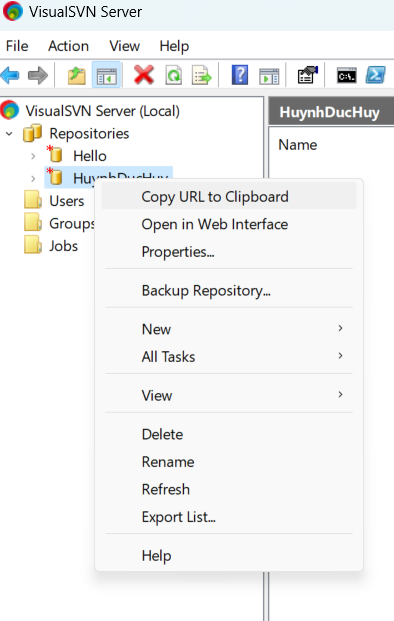 VisualSVN Server
File Action View Help
VisualSVN Server (Local)
Repositories
Hello
HuynhDucHuy
Users
Groups
Jobs
HuynhDucHuy
Name
Copy URL to Clipboard
Open in Web Interface
Properties...
Backup Repository...
New
All Tasks
View
Delete
Rename
Refresh
Export List...
Help